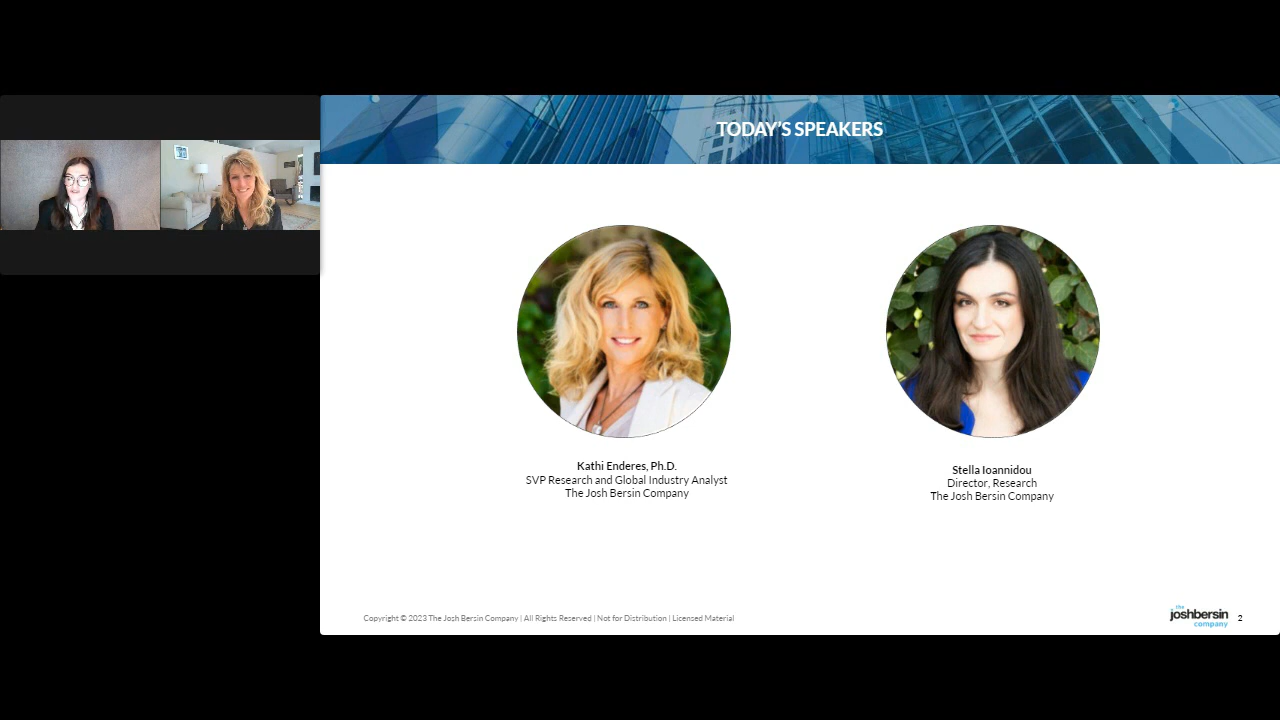 TODAY'S SPEAKERS
Kathi Enderes, Ph.D.
SVP Research and Global Industry Analyst
The Josh Bersin Company
Stella Ioannidou
Director, Research
The Josh Bersin Company
Copyright © 2023 The Josh Bersin Company | All Rights Reserved | Not for Distribution | Licensed Material
the
joshbersin
company
2